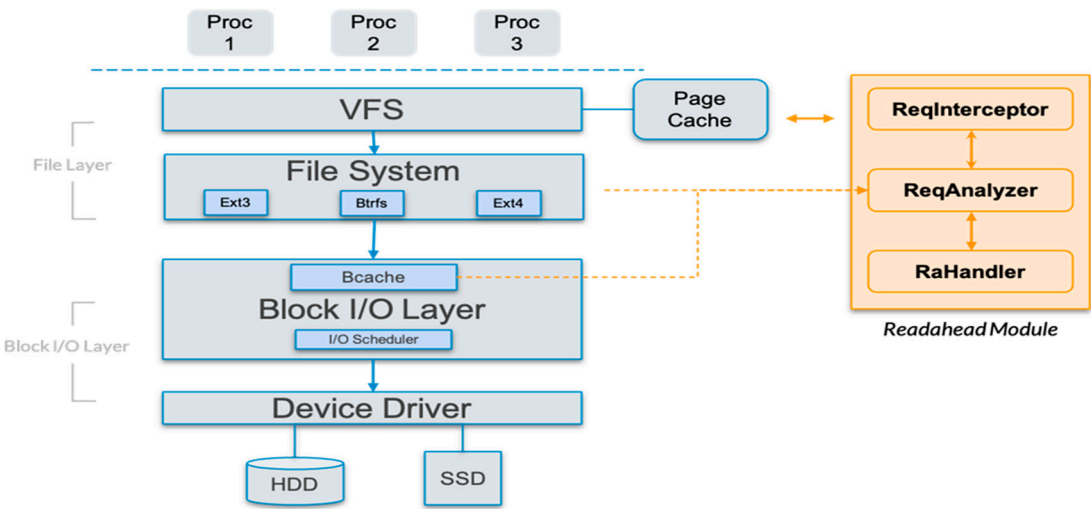 Proc
1
Proc
2
Proc
3
VFS
Page
Cache
ReqInterceptor
File Layer
File System
Ext3
Btrfs
Ext4
ReqAnalyzer
Bcache
RaHandler
Block I/O Layer
I/O Scheduler
Readahead Module
Block I/O Layer
Device Driver
HDD
SSD